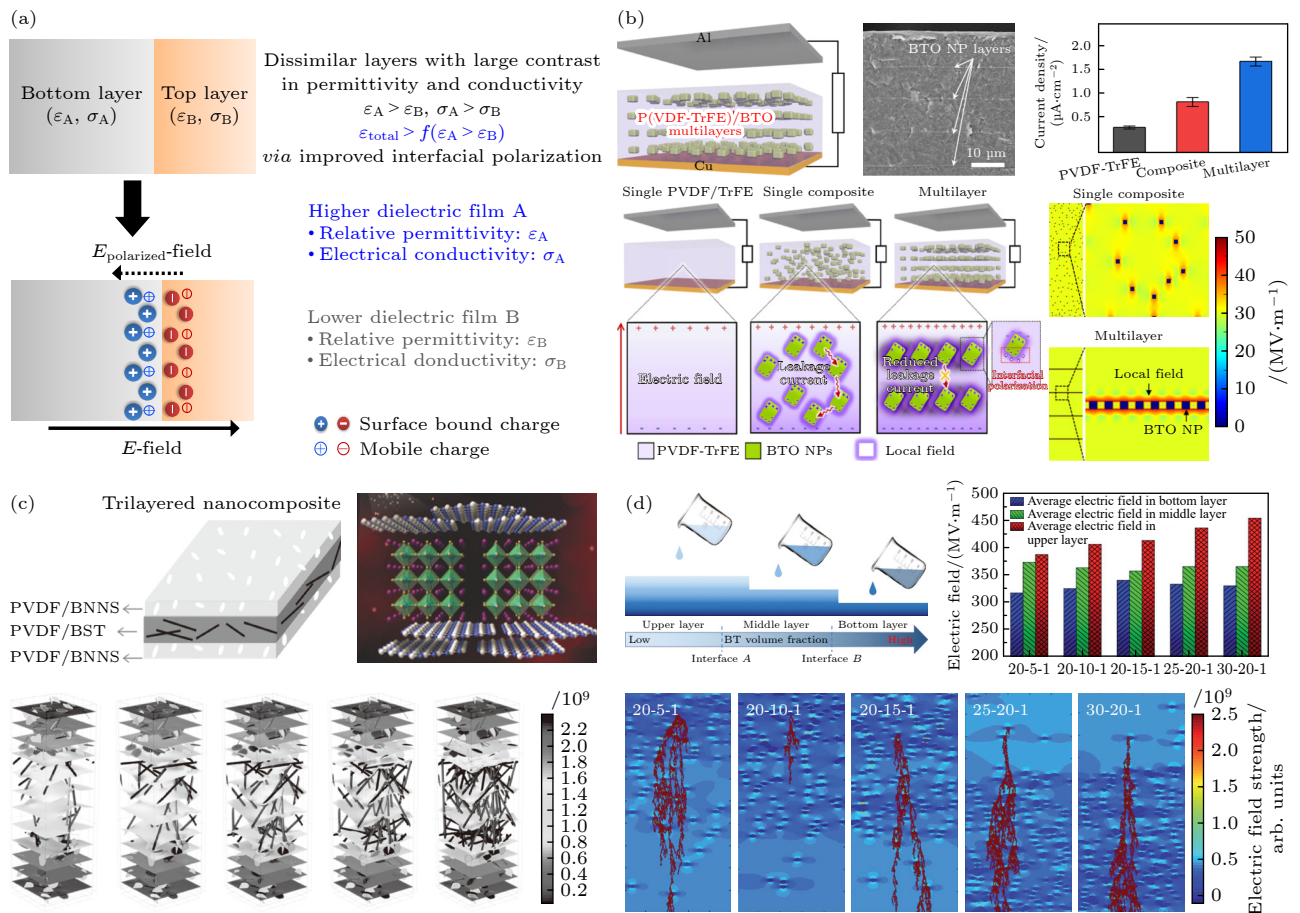 (a)
Bottom layer
(εA, σA)
Top layer
(εB, σB)
Dissimilar layers with large contrast
in permittivity and conductivity
εA > εB, σA > σB
εtotal > f(εA > εB)
via improved interfacial polarization
Epolarized-field
E-field
Higher dielectric film A
• Relative permittivity: εA
• Electrical conductivity: σA
Lower dielectric film B
• Relative permittivity: εB
• Electrical donductivity: σB
Surface bound charge
Mobile charge
(b)
Al
P(VDF-TrFE)/BTO
multilayers
Cu
BTO NP layers
10 μm
Current density/
(μA·cm−2)
2.0
1.5
1.0
0.5
PVDF-TrFE
Composite
Multilayer
Single PVDF/TrFE
Single composite
Multilayer
Electric field
Leakage
current
Reduced
leakage
current
Interfacial
polarization
PVDF-TrFE
BTO NPs
Local field
Single composite
Multilayer
Local field
BTO NP
50
40
30
20
10
0
/(MV·m−1)
(c)
Trilayered nanocomposite
PVDF/BNNS
PVDF/BST
PVDF/BNNS
/10^9
2.2
2.0
1.8
1.6
1.4
1.2
1.0
0.8
0.6
0.4
0.2
(d)
Upper layer
Middle layer
Bottom layer
Low
BT volume fraction
High
Interface A
Interface B
Electric field/(MV·m−1)
500
450
400
350
300
250
200
Average electric field in bottom layer
Average electric field in middle layer
Average electric field in
upper layer
20-5-1
20-10-1
20-15-1
25-20-1
30-20-1
20-5-1
20-10-1
20-15-1
25-20-1
30-20-1
/10^9
2.5
2.0
1.5
1.0
0.5
0
Electric field strength/
arb. units